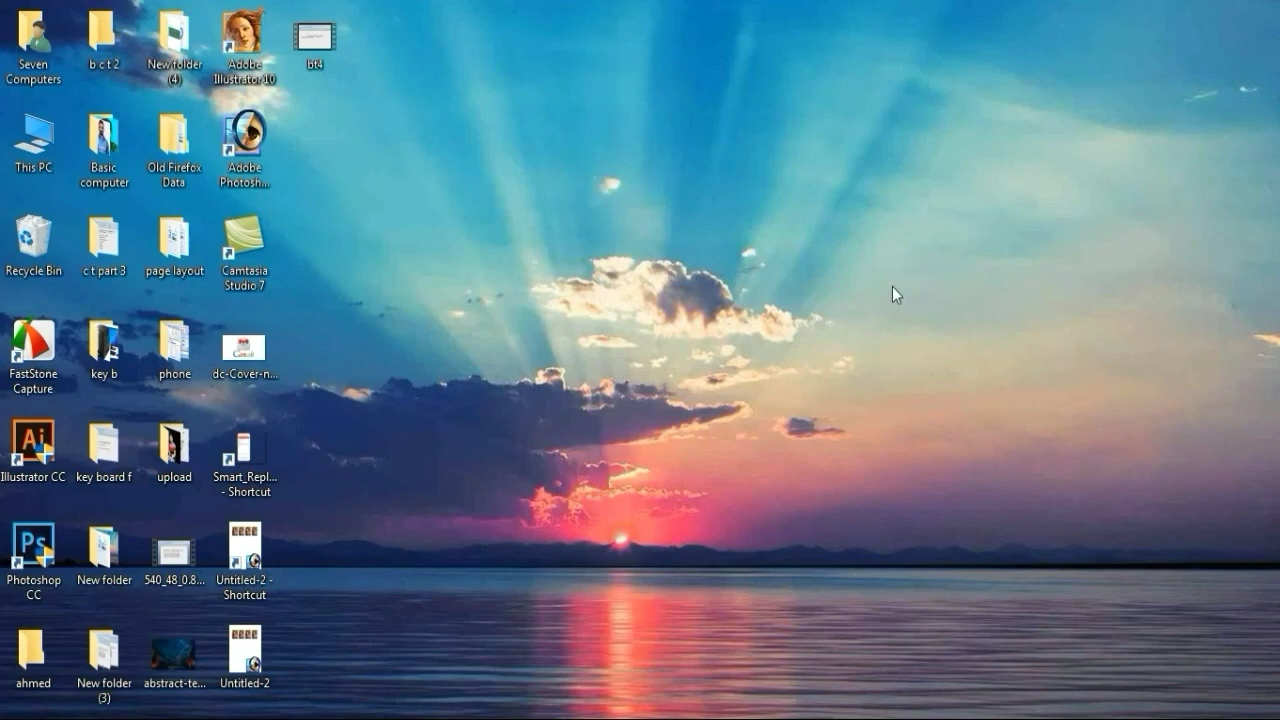 Seven
Computers
b c t 2
New folder
(4)
Adobe
Illustrator 10
bt4
This PC
Basic
computer
Old Firefox
Data
Adobe
Photosh...
Recycle Bin
c t part 3
page layout
Camtasia
Studio 7
FastStone
Capture
key b
phone
Gmail
dc-Cover-n...
Ai
Illustrator CC
key board f
upload
Smart_Repl...
- Shortcut
Ps
Photoshop
CC
New folder
540_48_0.8...
Untitled-2 -
Shortcut
ahmed
New folder
(3)
abstract-te...
Untitled-2